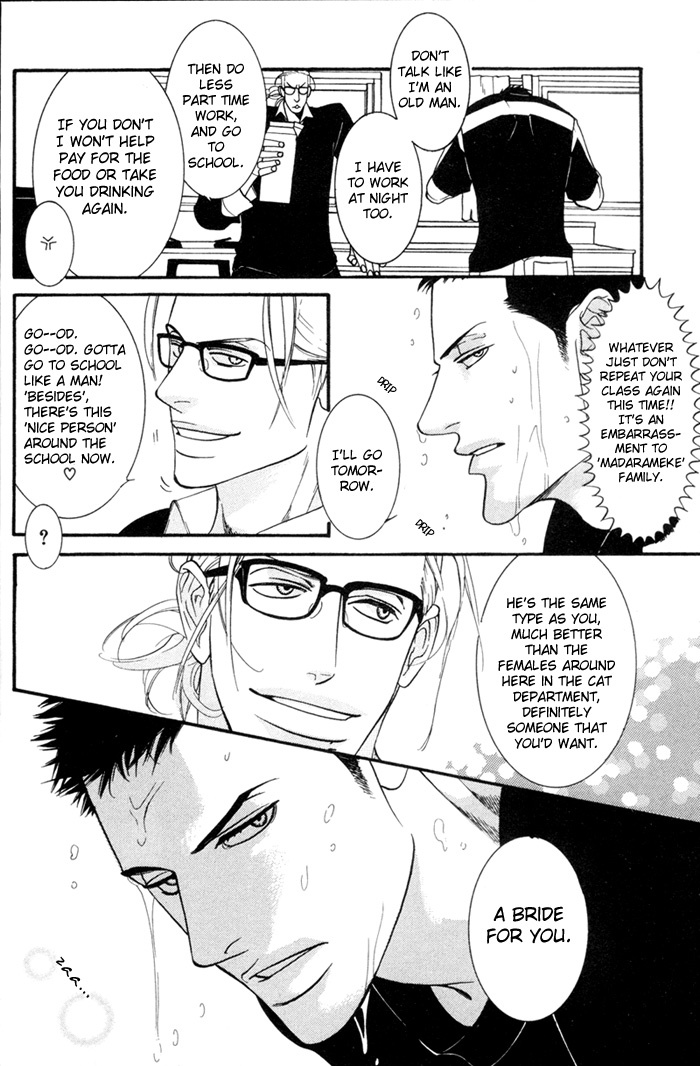 DON'T
TALK LIKE
I'M AN
OLD MAN.
I HAVE
TO WORK
AT NIGHT
TOO.
THEN DO
LESS
PART TIME
WORK,
AND GO
TO
SCHOOL.
IF YOU DON'T
I WON'T HELP
PAY FOR THE
FOOD OR TAKE
YOU DRINKING
AGAIN.
WHATEVER
JUST DON'T
REPEAT YOUR
CLASS AGAIN
THIS TIME!!
IT'S AN
EMBARRASS-
MENT TO
'MADARAMEKE'
FAMILY.
DRIP
DRIP
I'LL GO
TOMOR-
ROW.
GO--OD.
GO--OD. GOTTA
GO TO SCHOOL
LIKE A MAN!
'BESIDES',
THERE'S THIS
'NICE PERSON'
AROUND THE
SCHOOL NOW.
♡
?
HE'S THE SAME
TYPE AS YOU,
MUCH BETTER
THAN THE
FEMALES AROUND
HERE IN THE CAT
DEPARTMENT,
DEFINITELY
SOMEONE THAT
YOU'D WANT.
A BRIDE
FOR YOU.
zaa...